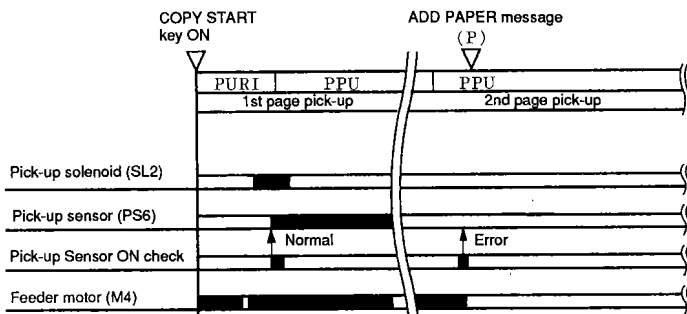 COPY START
key ON
ADD PAPER message
(P)
PURI PPU PPU
1st page pick-up 2nd page pick-up
Pick-up solenoid (SL2)
Pick-up sensor (PS6)
Normal Error
Pick-up Sensor ON check
Feeder motor (M4)